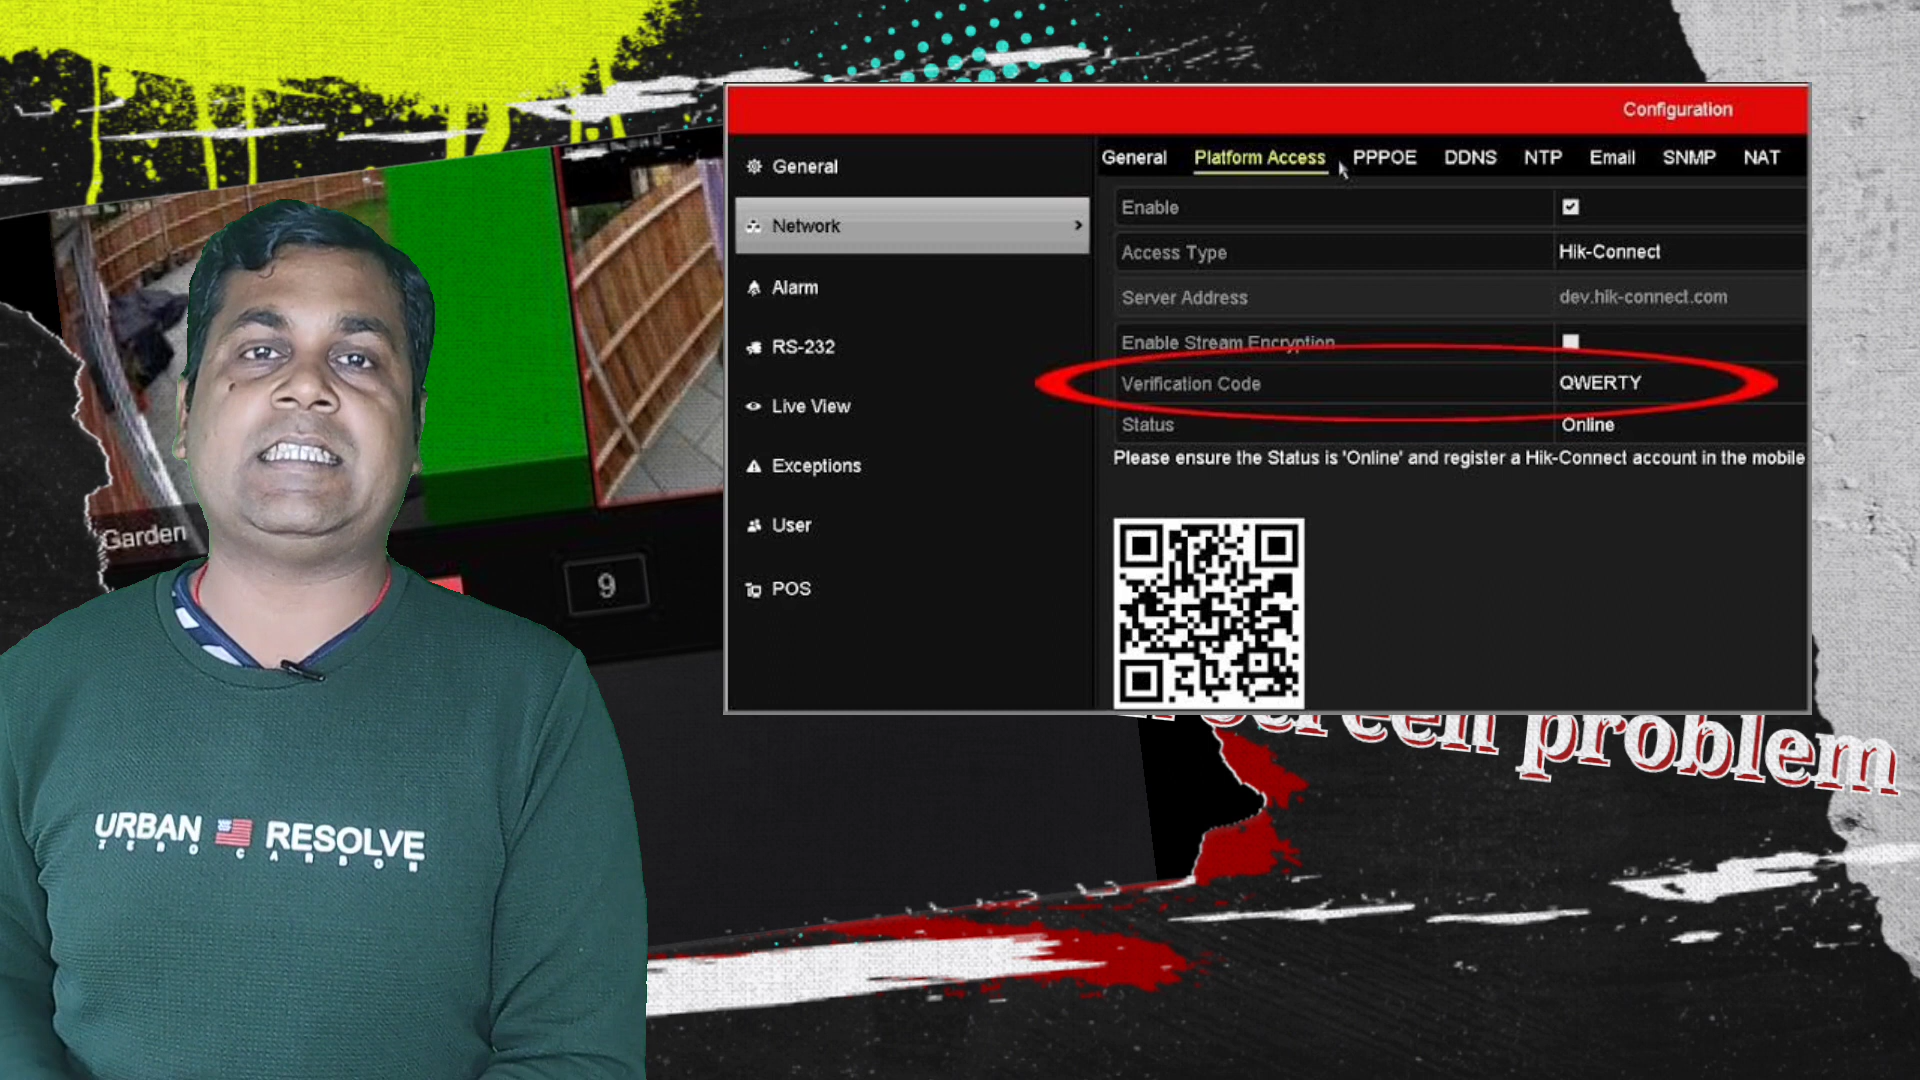 Configuration
General
Network
Alarm
RS-232
Live View
Exceptions
User
POS
General Platform Access PPPOE DDNS NTP Email SNMP NAT
Enable
Access Type Hik-Connect
Server Address dev.hik-connect.com
Enable Stream Encryption
Verification Code QWERTY
Status Online
Please ensure the Status is 'Online' and register a Hik-Connect account in the mobile
Garden
9
screen problem
URBAN RESOLVE
ZERO CARBON